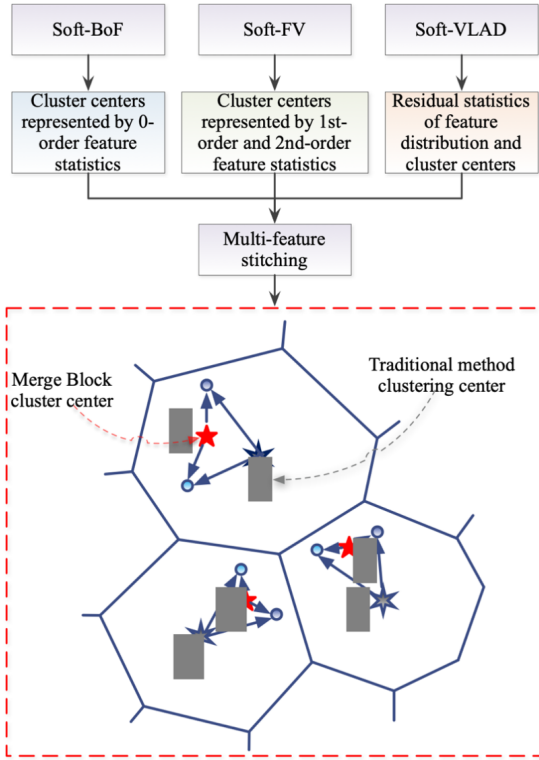 Soft-BoF
Soft-FV
Soft-VLAD
Cluster centers
represented by 0-
order feature
statistics
Cluster centers
represented by 1st-
order and 2nd-order
feature statistics
Residual statistics
of feature
distribution and
cluster centers
Multi-feature
stitching
Merge Block
cluster center
Traditional method
clustering center